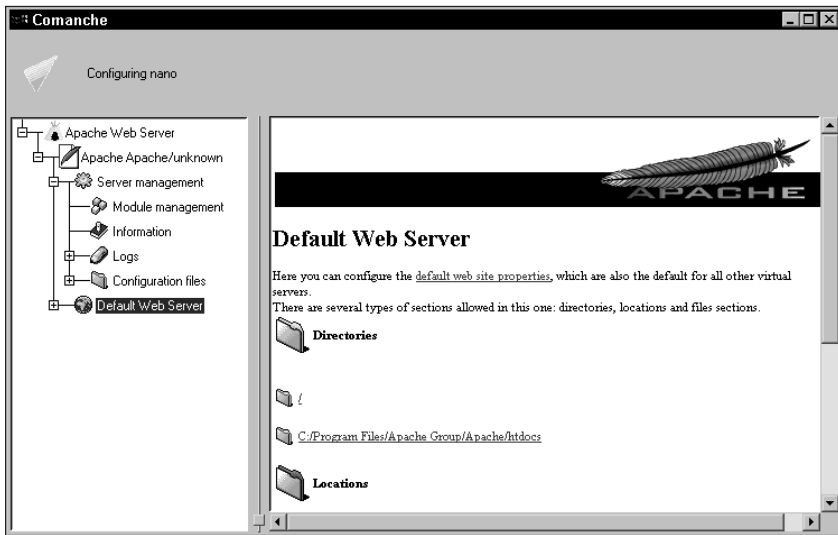 Comanche
Configuring nano
Apache Web Server
Apache Apache/unknown
Server management
Module management
Information
Logs
Configuration files
Default Web Server
APACHE
Default Web Server
Here you can configure the default web site properties, which are also the default for all other virtual
servers.
There are several types of sections allowed in this one: directories, locations and files sections.
Directories
/
C:/Program Files/Apache Group/Apache/htdocs
Locations